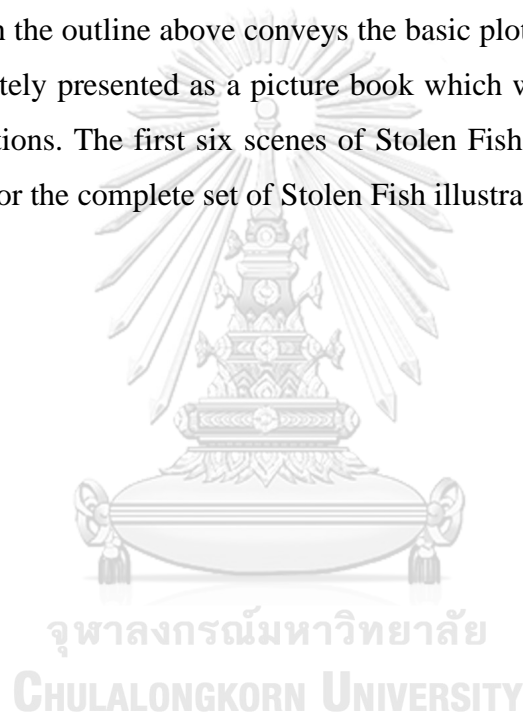 n the outline above conveys the basic plot
tely presented as a picture book which w
tions. The first six scenes of Stolen Fish
or the complete set of Stolen Fish illustra
จุฬาลงกรณ์มหาวิทยาลัย
CHULALONGKORN UNIVERSITY